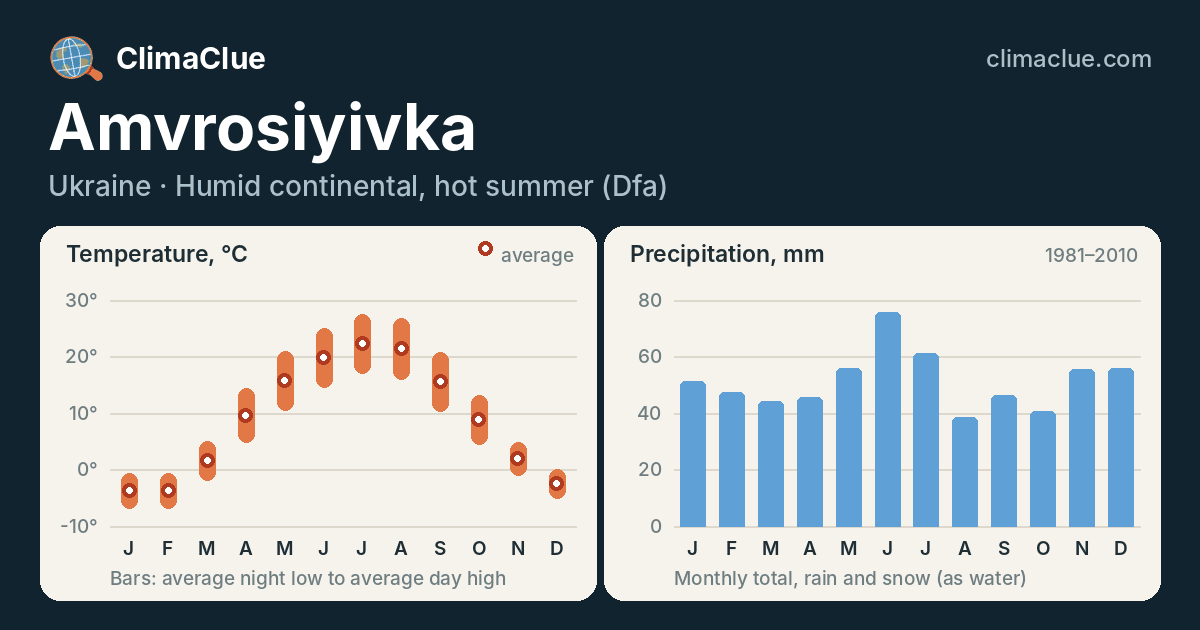 ClimaClue
climaclue.com
Amvrosiyivka
Ukraine · Humid continental, hot summer (Dfa)
Temperature, °C
average
30°
20°
10°
0°
-10°
J F M A M J J A S O N D
Bars: average night low to average day high
Precipitation, mm
1981–2010
80
60
40
20
0
J F M A M J J A S O N D
Monthly total, rain and snow (as water)